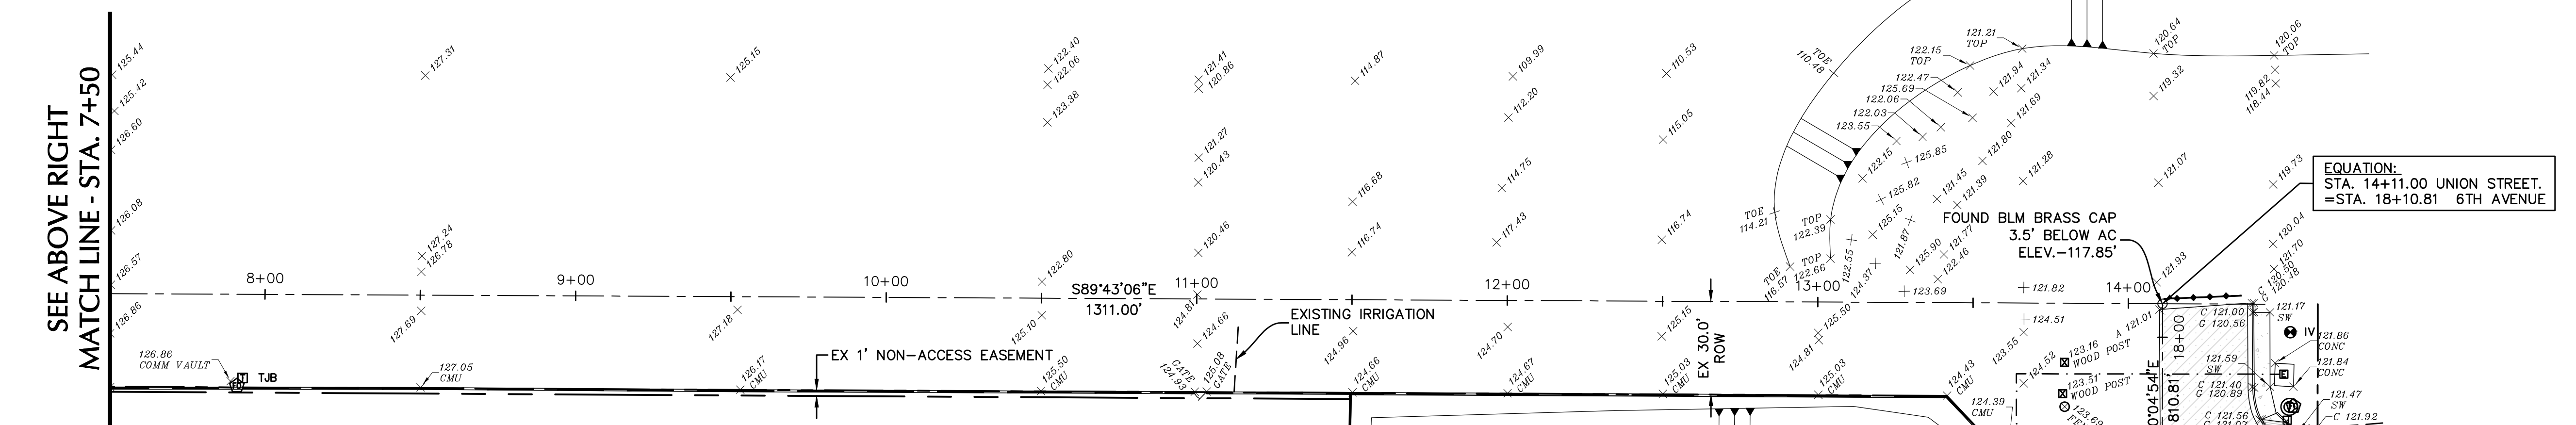 SEE ABOVE RIGHT
MATCH LINE - STA. 7+50
125.44
125.42
126.60
126.08
126.57
126.86
127.31
127.24
126.78
127.69
125.15
127.18
122.40
122.06
123.38
122.80
125.10
121.41
120.86
121.27
120.43
120.46
124.81
124.66
114.87
116.68
116.74
124.96
109.99
112.20
114.75
117.43
124.70
110.53
115.05
116.74
125.15
8+00
9+00
10+00
11+00
12+00
13+00
14+00
S89°43'06"E
1311.00'
126.86
COMM VAULT
T
TJB
127.05
CMU
126.17
CMU
EX 1' NON-ACCESS EASEMENT
125.50
CMU
GATE
124.93
125.08
GATE
EXISTING IRRIGATION
LINE
124.66
CMU
124.67
CMU
125.03
CMU
EX 30.0'
ROW
125.50
124.81
125.03
CMU
124.43
CMU
124.39
CMU
TOE
110.48
TOE
114.21
TOE
116.57
TOP
122.39
TOP
122.66
121.21
TOP
122.15
TOP
122.47
125.69
122.06
122.03
123.55
122.15
121.94
121.34
121.69
121.80
125.85
125.82
121.45
121.39
121.28
125.15
121.87
121.77
125.90
122.46
122.55
124.37
123.69
121.82
124.51
123.55
124.52
120.64
TOP
120.06
TOP
119.32
119.82
118.44
121.07
119.73
EQUATION:
STA. 14+11.00 UNION STREET.
=STA. 18+10.81 6TH AVENUE
FOUND BLM BRASS CAP
3.5' BELOW AC
ELEV.-117.85'
120.04
121.70
121.93
C 120.50
G 120.48
A 121.01
C 121.00
G 120.56
121.17
SW
IV
121.86
CONC
18+00
123.16
WOOD POST
123.51
WOOD POST
121.59
SW
121.84
CONC
C 121.40
G 120.89
121.47
SW
C 121.56
C 121.92
0°04'54"E
810.81'